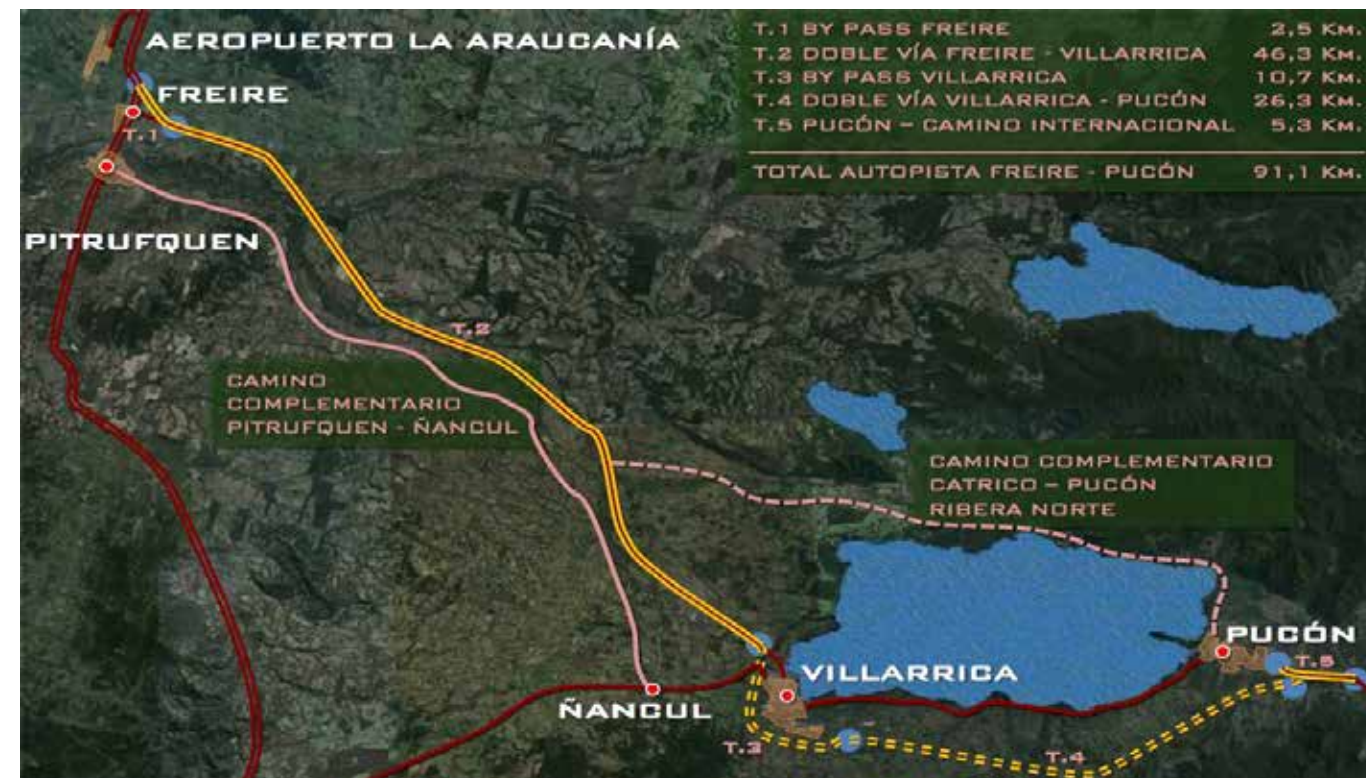 AEROPUERTO LA ARAUCANÍA
FREIRE
T.1
PITRUFQUEN
T.1 BY PASS FREIRE 2,5 KM.
T.2 DOBLE VÍA FREIRE - VILLARRICA 46,3 KM.
T.3 BY PASS VILLARRICA 10,7 KM.
T.4 DOBLE VÍA VILLARRICA - PUCÓN 26,3 KM.
T.5 PUCÓN – CAMINO INTERNACIONAL 5,3 KM.
TOTAL AUTOPISTA FREIRE - PUCÓN 91,1 KM.
T.2
CAMINO
COMPLEMENTARIO
PITRUFQUEN - ÑANCUL
CAMINO COMPLEMENTARIO
CATRICO – PUCÓN
RIBERA NORTE
PUCÓN
T.5
VILLARRICA
ÑANCUL
T.3
T.4